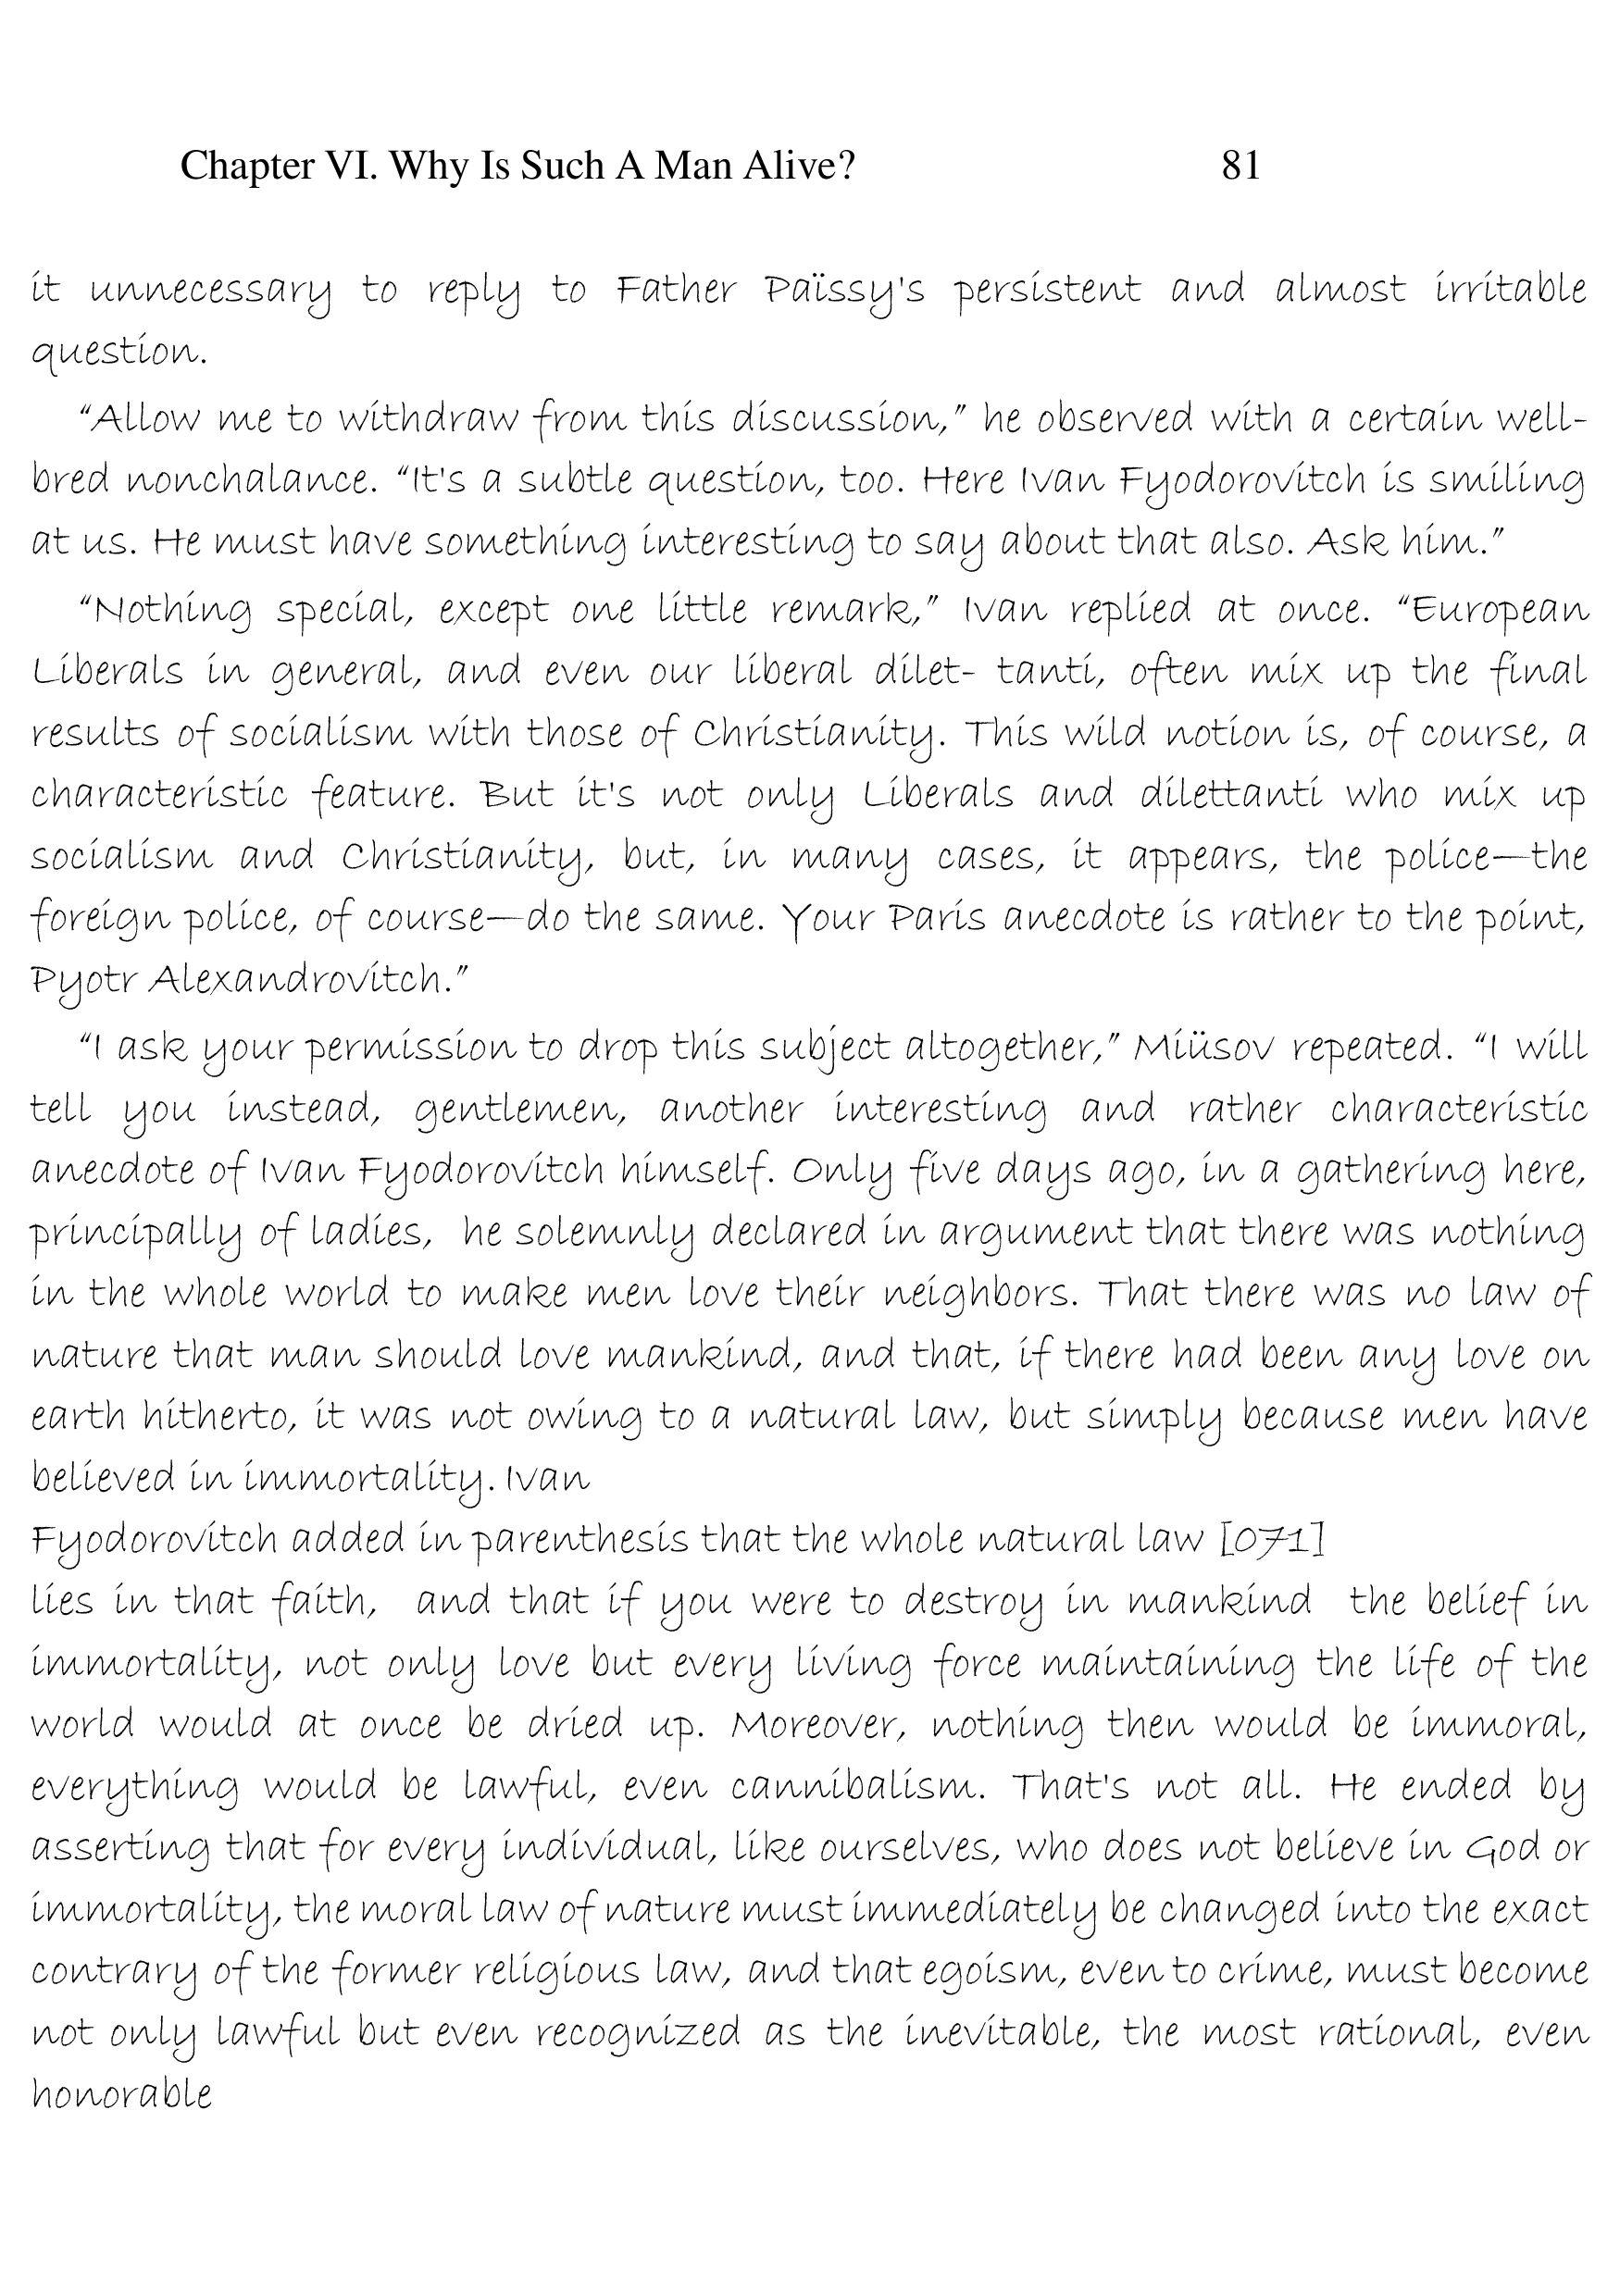 Chapter VI. Why Is Such A Man Alive? 81
it unnecessary to reply to Father Païssy's persistent and almost irritable
question.
“Allow me to withdraw from this discussion,” he observed with a certain well-
bred nonchalance. “It's a subtle question, too. Here Ivan Fyodorovitch is smiling
at us. He must have something interesting to say about that also. Ask him.”
“Nothing special, except one little remark,” Ivan replied at once. “European
Liberals in general, and even our liberal dilet- tanti, often mix up the final
results of socialism with those of Christianity. This wild notion is, of course, a
characteristic feature. But it's not only Liberals and dilettanti who mix up
socialism and Christianity, but, in many cases, it appears, the police—the
foreign police, of course—do the same. Your Paris anecdote is rather to the point,
Pyotr Alexandrovitch.”
“I ask your permission to drop this subject altogether,” Miüsov repeated. “I will
tell you instead, gentlemen, another interesting and rather characteristic
anecdote of Ivan Fyodorovitch himself. Only five days ago, in a gathering here,
principally of ladies, he solemnly declared in argument that there was nothing
in the whole world to make men love their neighbors. That there was no law of
nature that man should love mankind, and that, if there had been any love on
earth hitherto, it was not owing to a natural law, but simply because men have
believed in immortality. Ivan
Fyodorovitch added in parenthesis that the whole natural law [071]
lies in that faith, and that if you were to destroy in mankind the belief in
immortality, not only love but every living force maintaining the life of the
world would at once be dried up. Moreover, nothing then would be immoral,
everything would be lawful, even cannibalism. That's not all. He ended by
asserting that for every individual, like ourselves, who does not believe in God or
immortality, the moral law of nature must immediately be changed into the exact
contrary of the former religious law, and that egoism, even to crime, must become
not only lawful but even recognized as the inevitable, the most rational, even
honorable